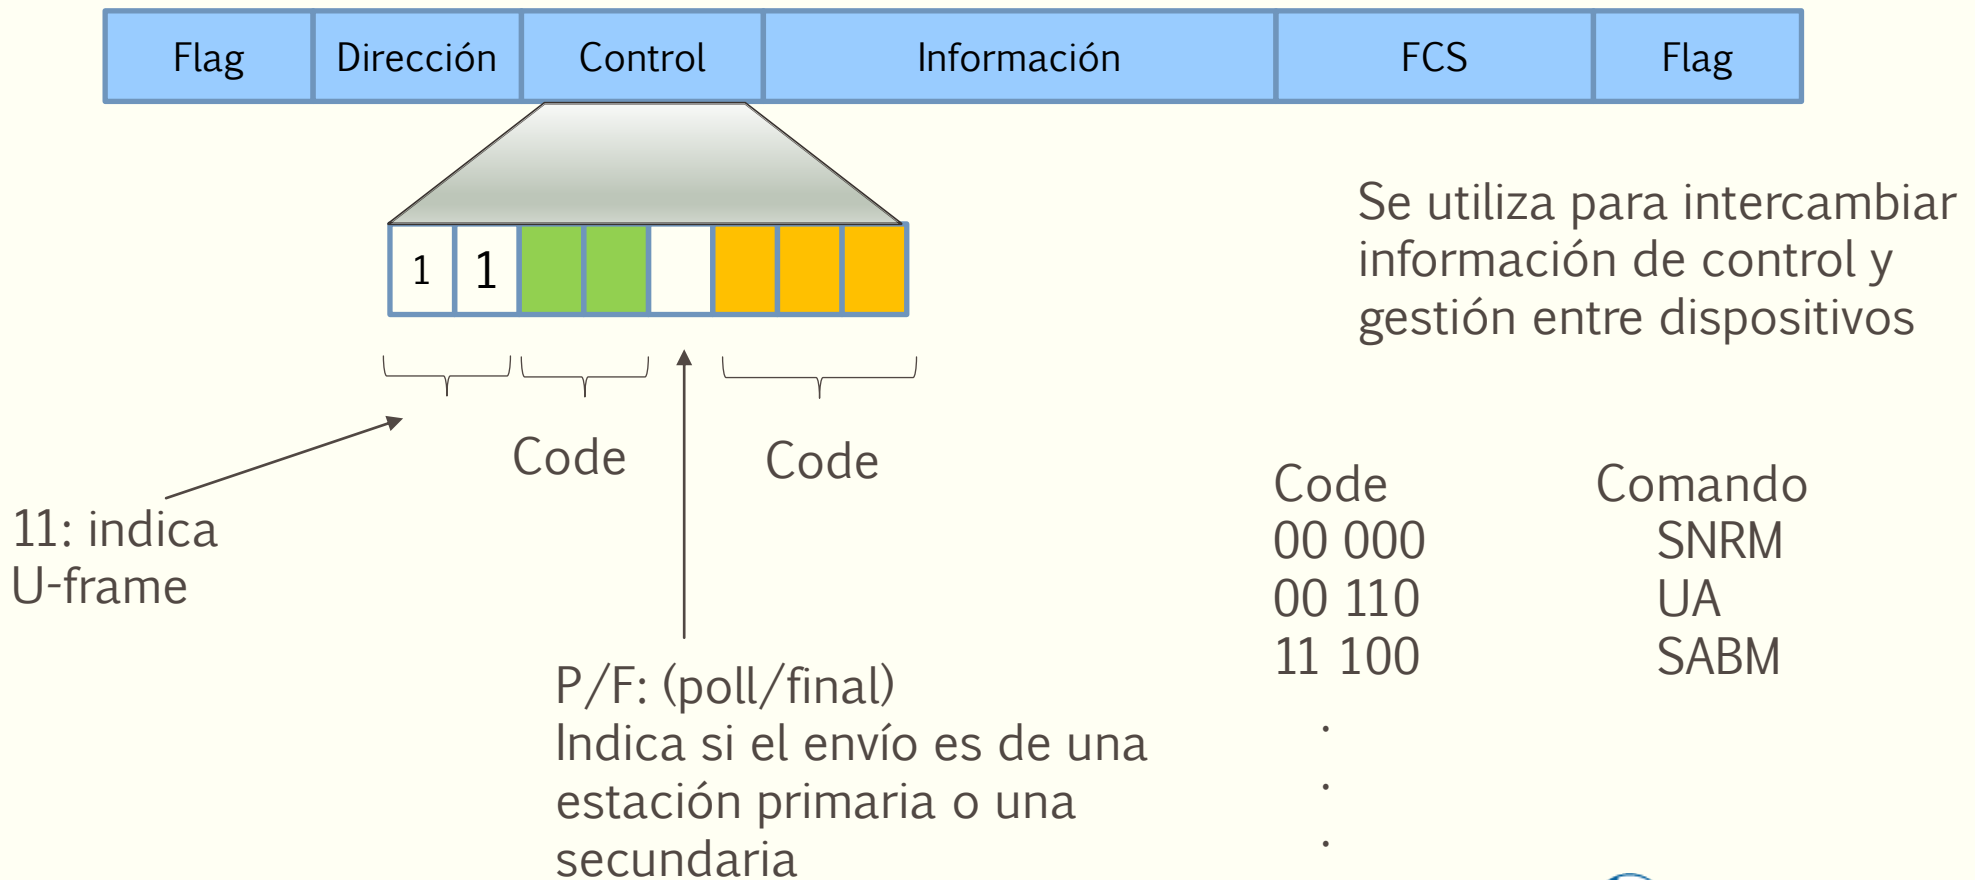 Flag Dirección Control Información FCS Flag
1 1
Se utiliza para intercambiar
información de control y
gestión entre dispositivos
Code Code
11: indica
U-frame
P/F: (poll/final)
Indica si el envío es de una
estación primaria o una
secundaria
Code Comando
00 000 SNRM
00 110 UA
11 100 SABM
.
.
.